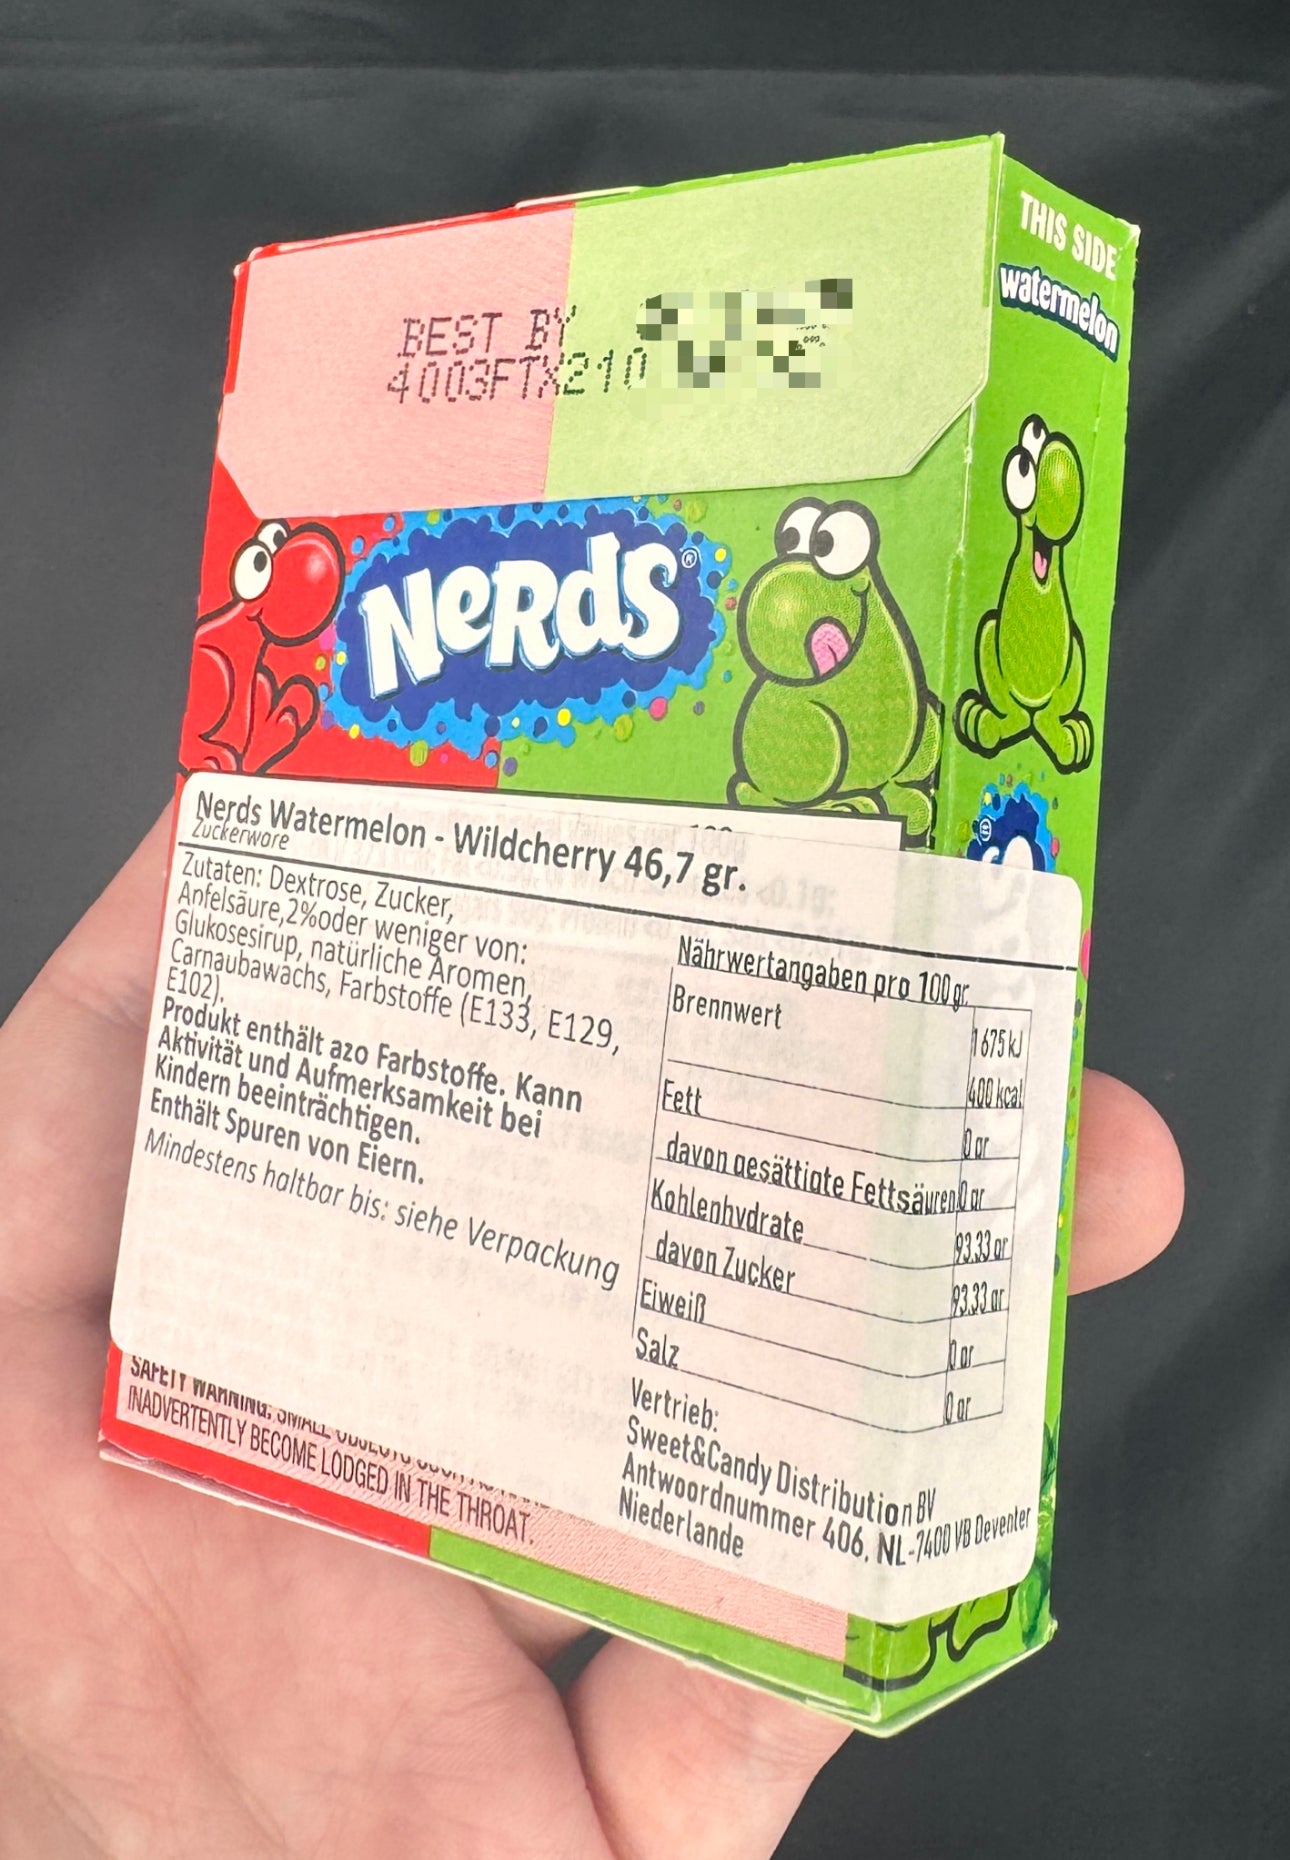 THIS SIDE
watermelon
BEST BY
4003FTX210
NERdS®
Nerds Watermelon - Wildcherry 46,7 gr.
Zuckerware
Zutaten: Dextrose, Zucker,
Anfelsäure,2%oder weniger von:
Glukosesirup, natürliche Aromen,
Carnaubawachs, Farbstoffe (E133, E129,
E102).
Produkt enthält azo Farbstoffe. Kann
Aktivität und Aufmerksamkeit bei
Kindern beeinträchtigen.
Enthält Spuren von Eiern.
Mindestens haltbar bis: siehe Verpackung
Nährwertangaben pro 100 gr.
Brennwert 1675 kJ
400 kcal
Fett 0 gr
davon gesättigte Fettsäuren 0 gr
Kohlenhydrate 93.33 gr
davon Zucker 93.33 gr
Eiweiß 0 gr
Salz 0 gr
Vertrieb:
Sweet&Candy Distribution BV
Antwoordnummer 406, NL-7400 VB Deventer
Niederlande
SAFETY WARNING: SMALL OBJECTS
INADVERTENTLY BECOME LODGED IN THE THROAT.